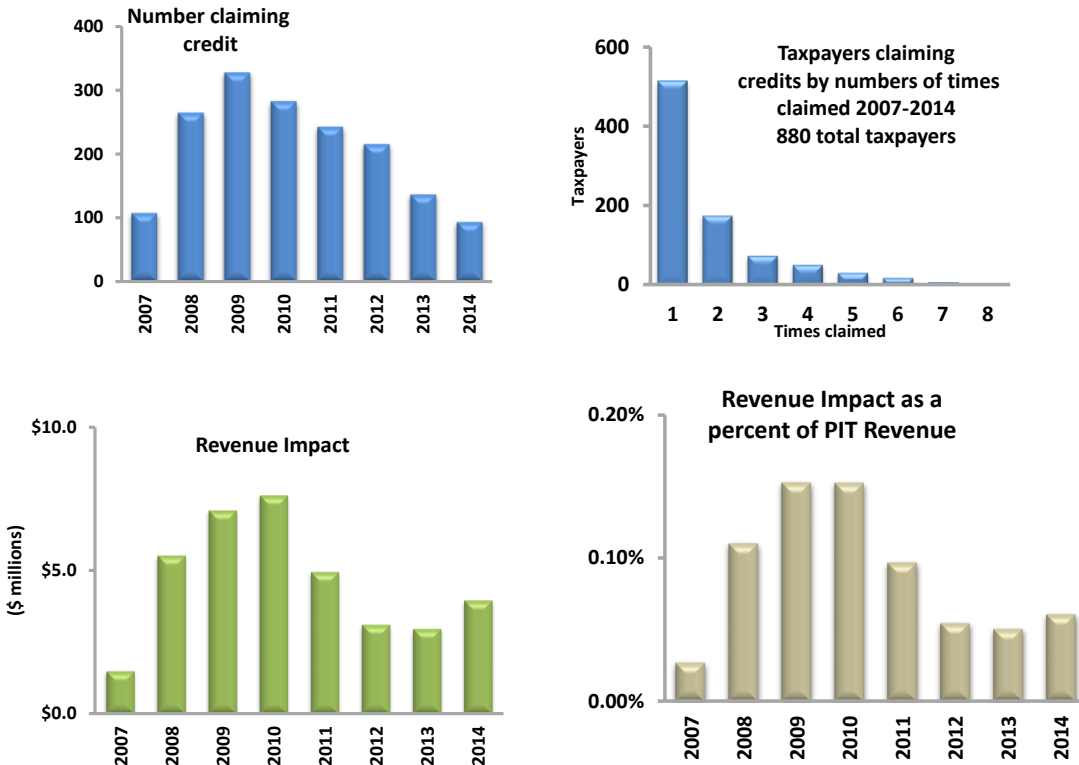 Number claiming
credit
400
300
200
100
0
2007 2008 2009 2010 2011 2012 2013 2014
Taxpayers claiming
credits by numbers of times
claimed 2007-2014
880 total taxpayers
Taxpayers
600
400
200
0
1 2 3 4 5 6 7 8
Times claimed
Revenue Impact
($ millions)
$10.0
$5.0
$0.0
2007 2008 2009 2010 2011 2012 2013 2014
Revenue Impact as a
percent of PIT Revenue
0.20%
0.10%
0.00%
2007 2008 2009 2010 2011 2012 2013 2014